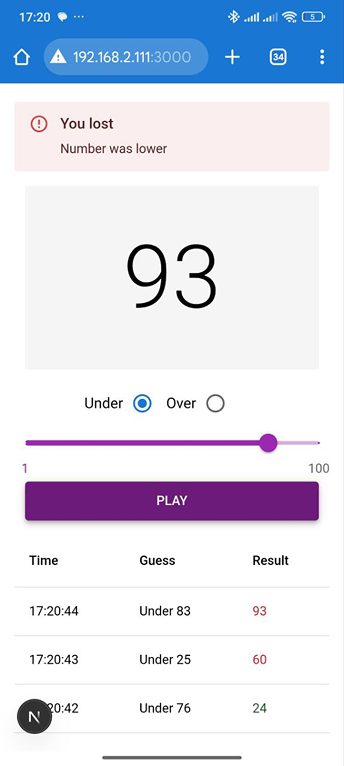 17:20
5
192.168.2.111:3000
34
You lost
Number was lower
93
Under Over
1 100
PLAY
Time Guess Result
17:20:44 Under 83 93
17:20:43 Under 25 60
N :20:42 Under 76 24